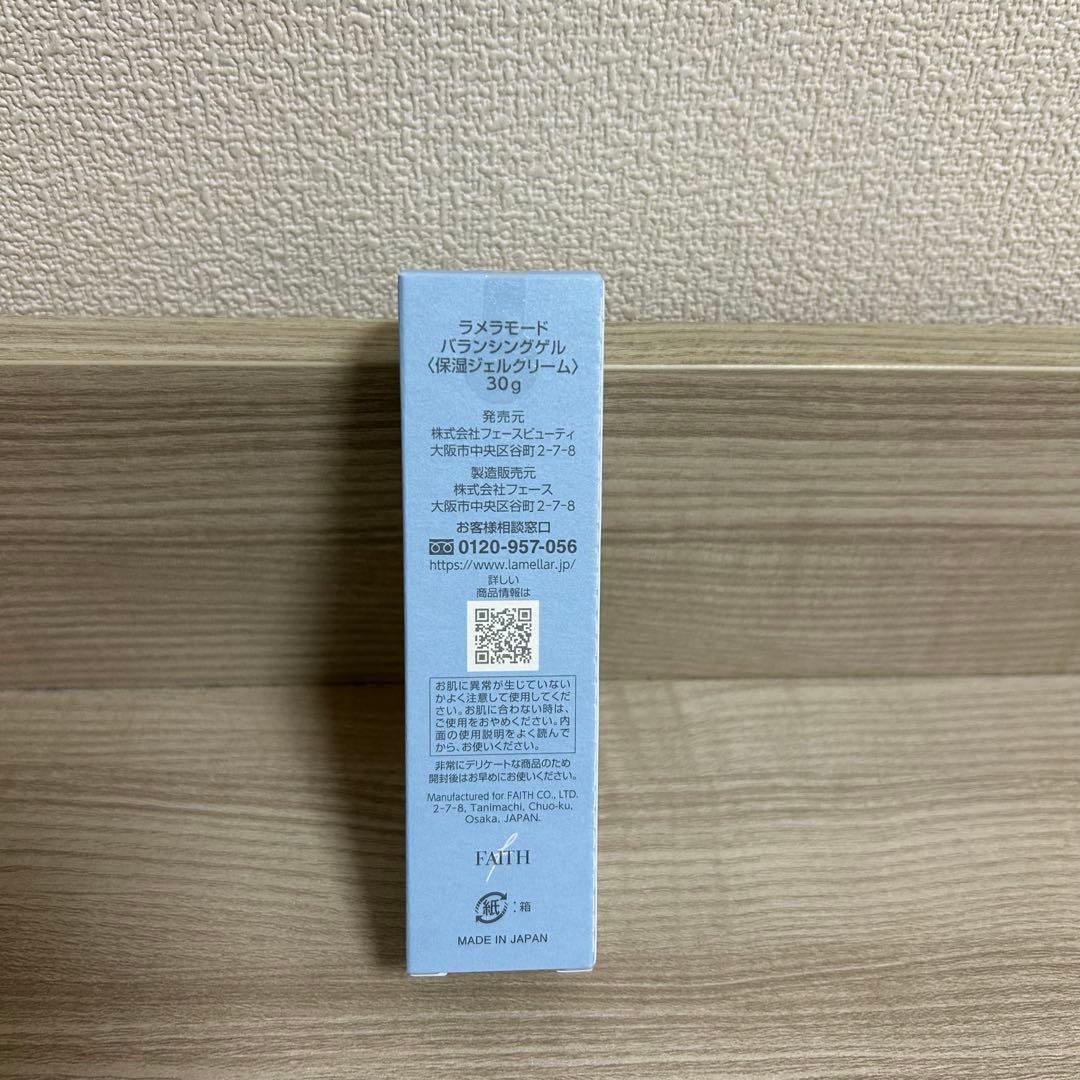 ラメラモード
バランシングゲル
〈保湿ジェルクリーム〉
30g
発売元
株式会社フェースビューティ
大阪市中央区谷町2-7-8
製造販売元
株式会社フェース
大阪市中央区谷町2-7-8
お客様相談窓口
0120-957-056
https://www.lamellar.jp/
詳しい
商品情報は
お肌に異常が生じていない
かよく注意して使用してくだ
さい。お肌に合わない時は、
ご使用をおやめください。内
面の使用説明をよく読んで
から、お使いください。
非常にデリケートな商品のため
開封後はお早めにお使いください。
Manufactured for FAITH CO., LTD.
2-7-8, Tanimachi, Chuo-ku,
Osaka, JAPAN.
FAITH
紙：箱
MADE IN JAPAN